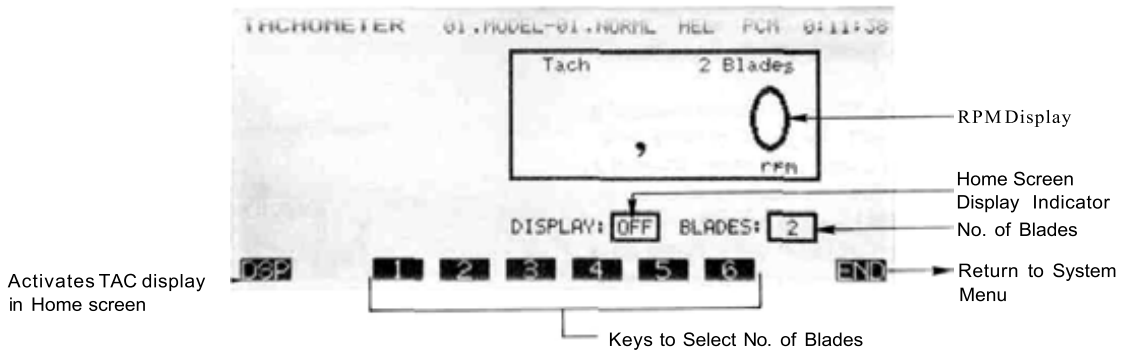 TACHOMETER 01.MODEL-01.NORML HEL PCM 0:11:38
Tach 2 Blades
0
,
rpm
RPM Display
Home Screen
Display Indicator
DISPLAY: OFF BLADES: 2
No. of Blades
DSP 1 2 3 4 5 6 END
Activates TAC display
in Home screen
Return to System
Menu
Keys to Select No. of Blades